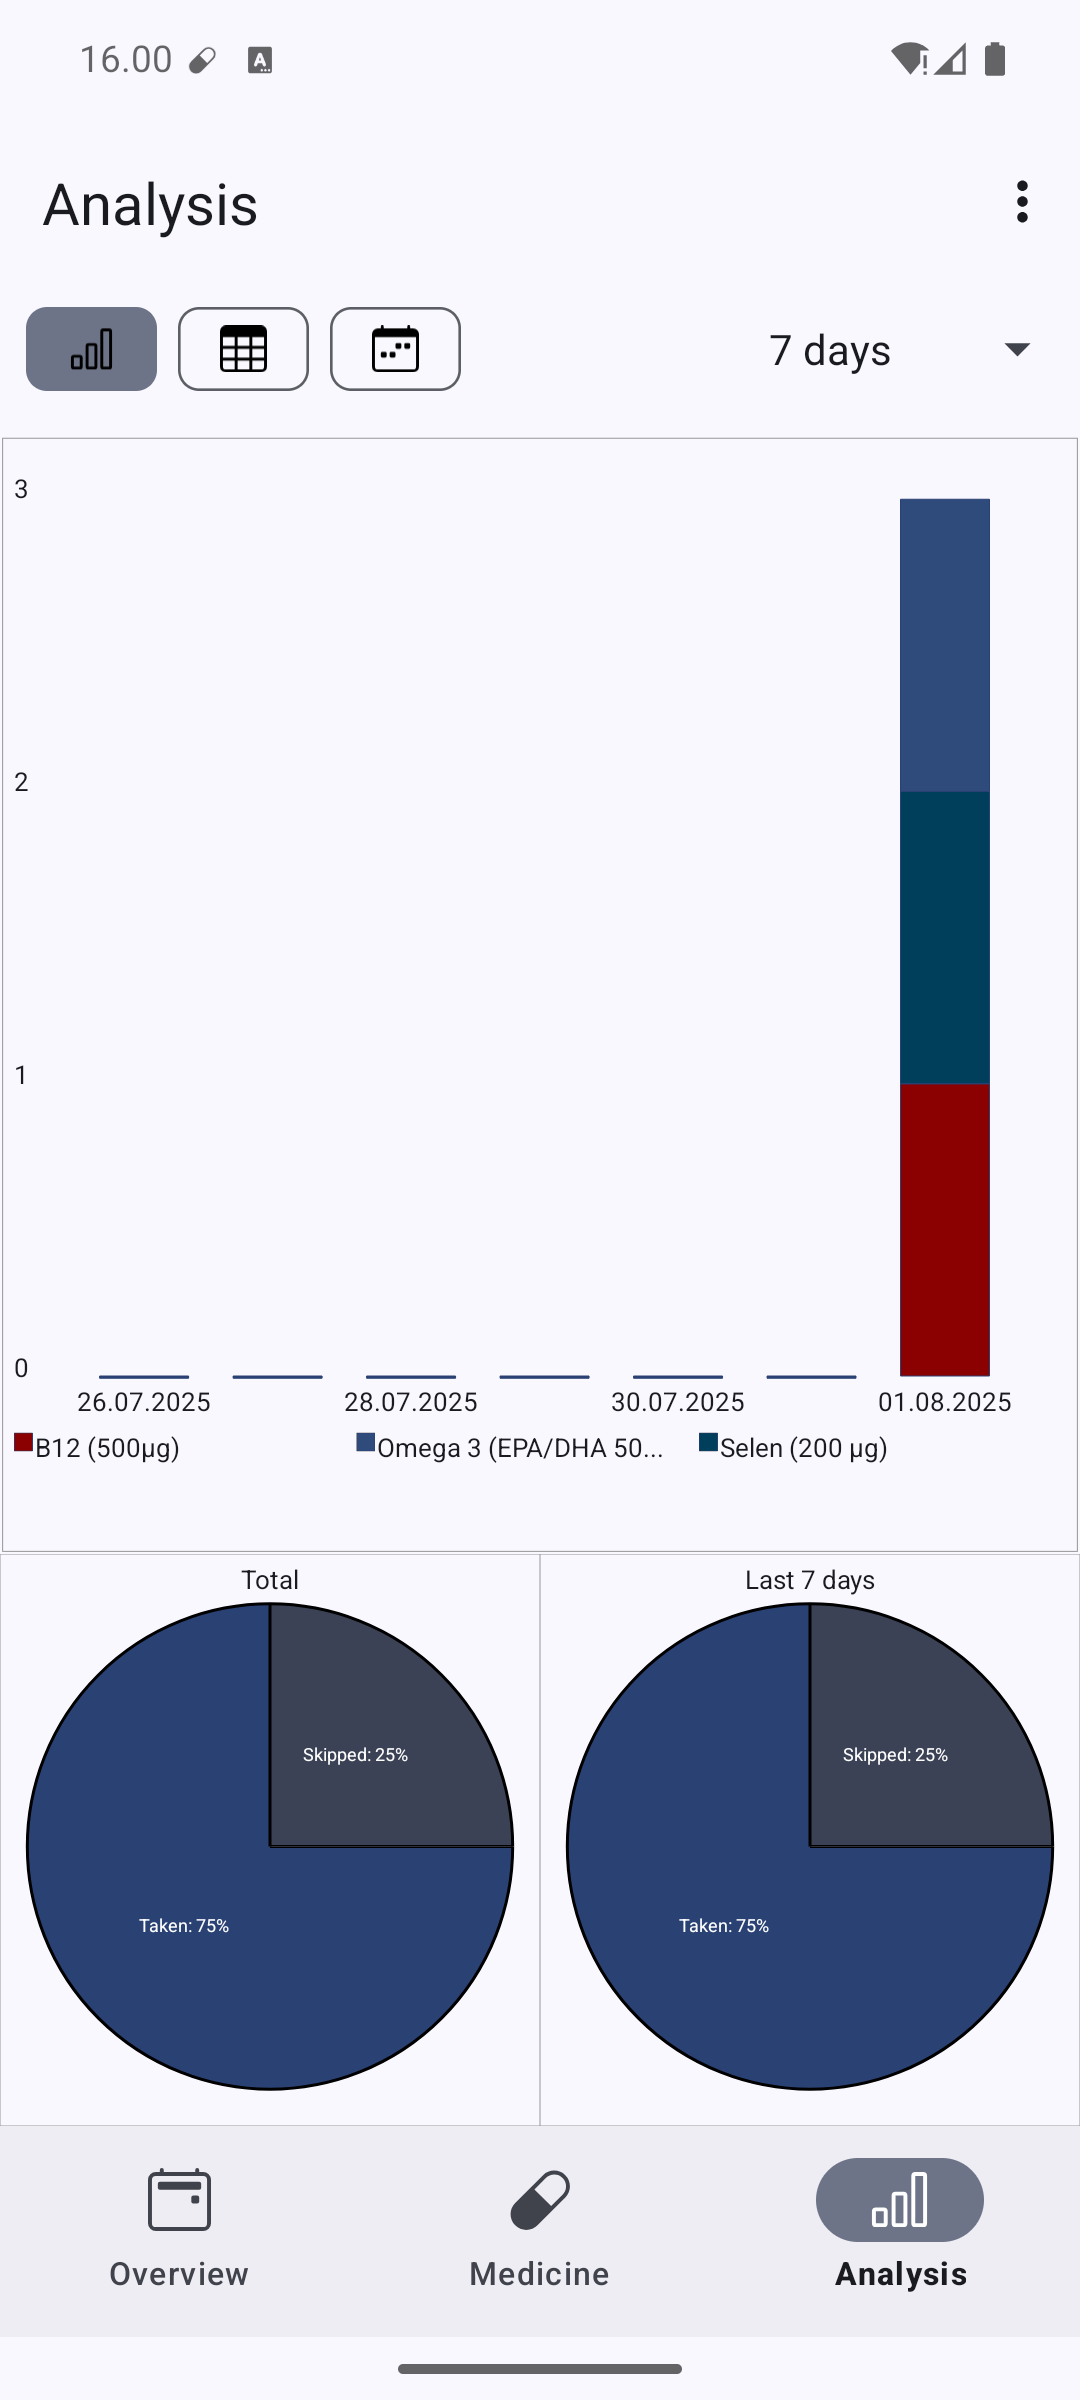 16.00
Analysis
7 days
3
2
1
0
26.07.2025 28.07.2025 30.07.2025 01.08.2025
B12 (500µg) Omega 3 (EPA/DHA 50... Selen (200 µg)
Total Last 7 days
Skipped: 25% Skipped: 25%
Taken: 75% Taken: 75%
Overview Medicine Analysis